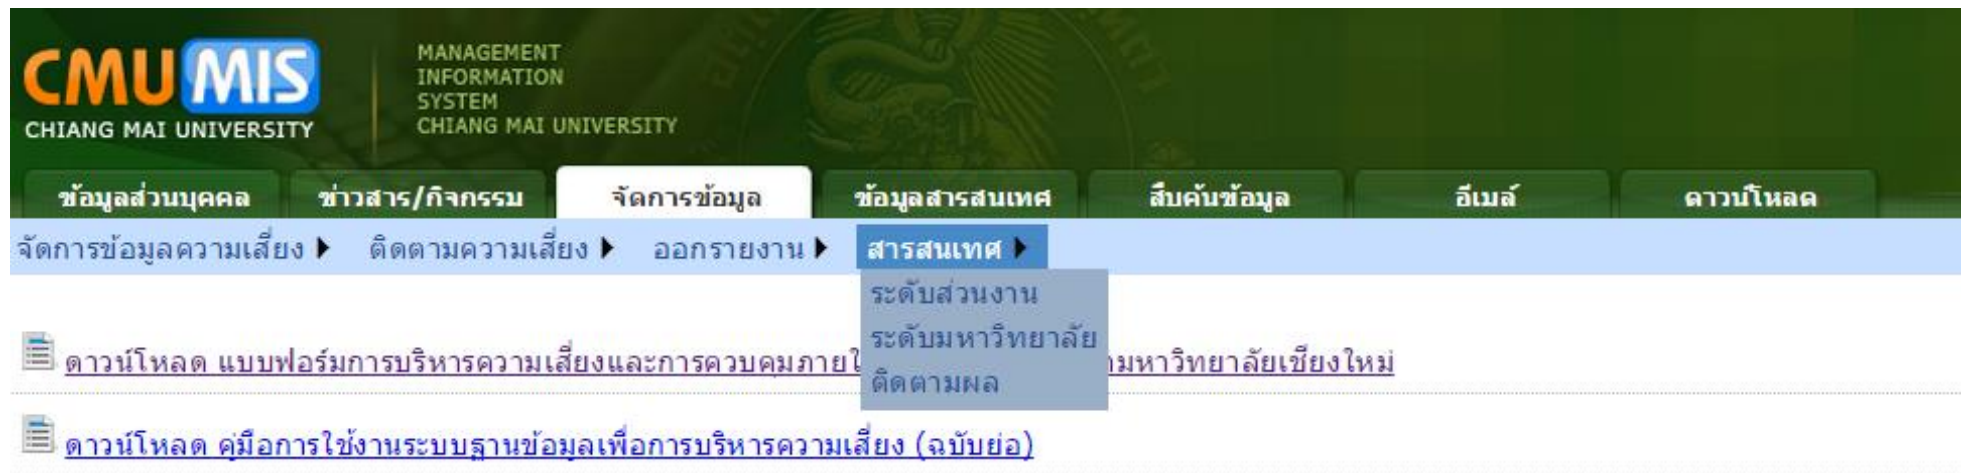 CMU MIS
CHIANG MAI UNIVERSITY
MANAGEMENT
INFORMATION
SYSTEM
CHIANG MAI UNIVERSITY
ข้อมูลส่วนบุคคล ข่าวสาร/กิจกรรม จัดการข้อมูล ข้อมูลสารสนเทศ สืบค้นข้อมูล อีเมล์ ดาวน์โหลด
จัดการข้อมูลความเสี่ยง ติดตามความเสี่ยง ออกรายงาน สารสนเทศ
ระดับส่วนงาน
ระดับมหาวิทยาลัย
ติดตามผล
ดาวน์โหลด แบบฟอร์มการบริหารความเสี่ยงและการควบคุมภาย มหาวิทยาลัยเชียงใหม่
ดาวน์โหลด คู่มือการใช้งานระบบฐานข้อมูลเพื่อการบริหารความเสี่ยง (ฉบับย่อ)